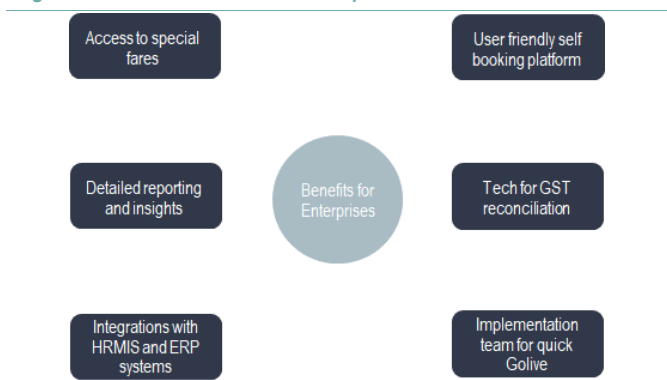 Access to special
fares
User friendly self
booking platform
Detailed reporting
and insights
Benefits for
Enterprises
Tech for GST
reconciliation
Integrations with
HRMIS and ERP
systems
Implementation
team for quick
Golive